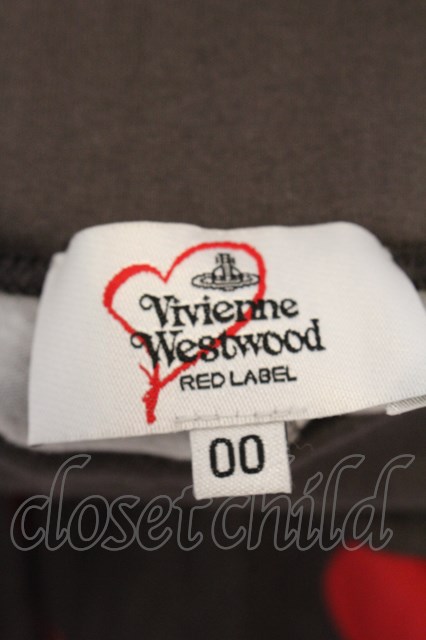 Vivienne
Westwood
RED LABEL
00
closet child